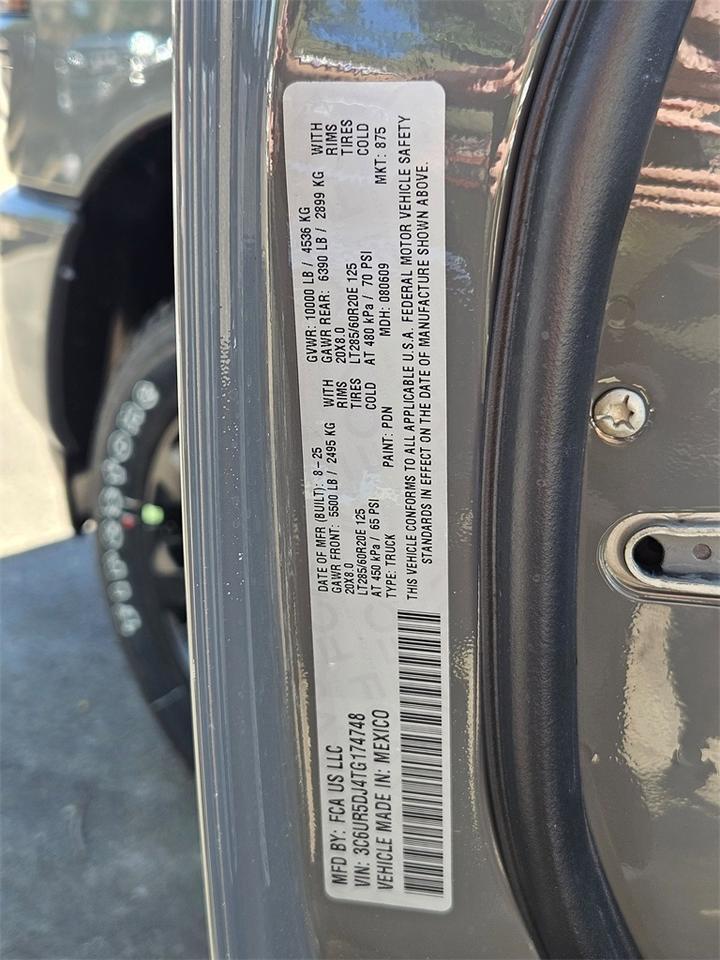 MFD BY: FCA US LLC
VIN: 3C6UR5DJ4TG174748
VEHICLE MADE IN: MEXICO
DATE OF MFR (BUILT): 8-25 GVWR: 10000 LB / 4536 KG
GAWR FRONT: 5500 LB / 2495 KG WITH GAWR REAR: 6390 LB / 2899 KG WITH
20X8.0 RIMS 20X8.0 RIMS
LT285/60R20E 125 TIRES LT285/60R20E 125 TIRES
AT 450 kPa / 65 PSI COLD AT 480 kPa / 70 PSI COLD
TYPE: TRUCK PAINT: PDN MDH: 080609 MKT: 875
THIS VEHICLE CONFORMS TO ALL APPLICABLE U.S.A. FEDERAL MOTOR VEHICLE SAFETY
STANDARDS IN EFFECT ON THE DATE OF MANUFACTURE SHOWN ABOVE.